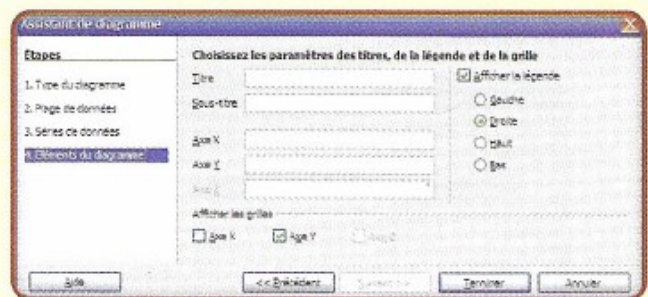 Assistant de diagramme
Étapes
1. Type du diagramme
2. Plage de données
3. Séries de données
4. Éléments du diagramme
Choisissez les paramètres des titres, de la légende et de la grille
Titre
Sous-titre
Axe X
Axe Y
Axe Z
Afficher la légende
Gauche
Droite
Haut
Bas
Afficher les grilles
Axe X
Axe Y
Axe Z
Aide
<< Précédent
Terminer
Annuler